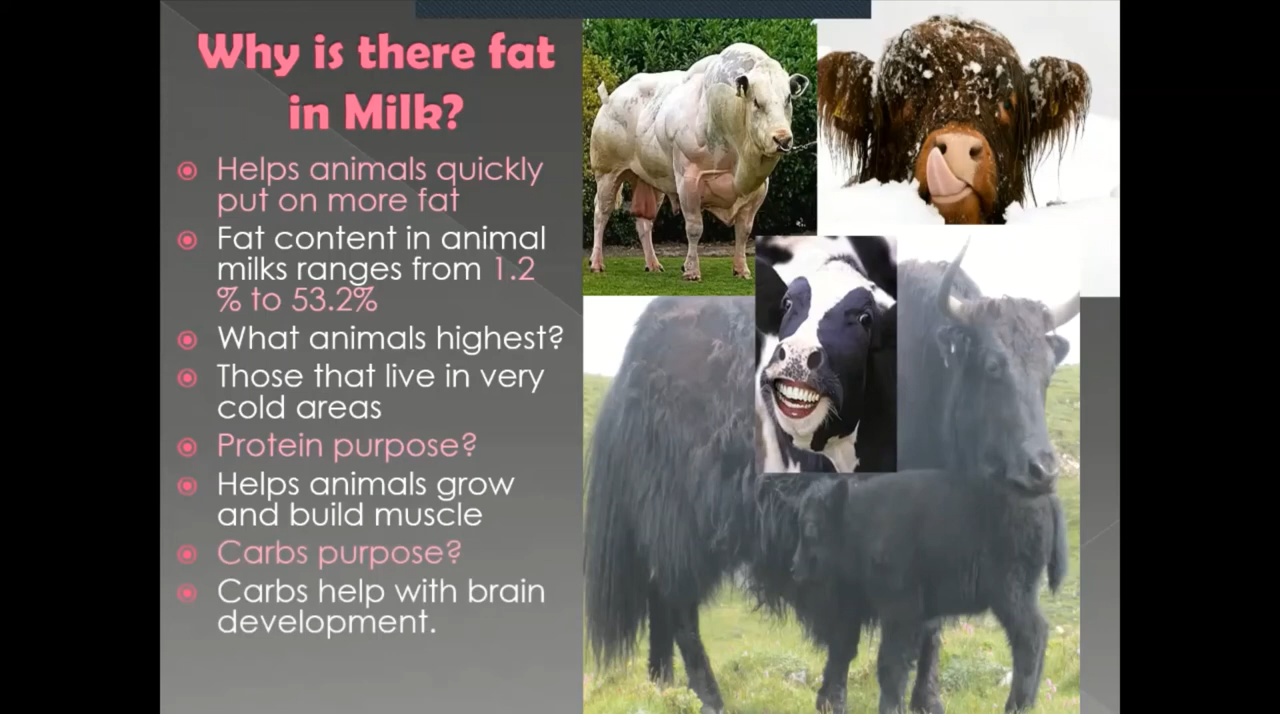 Why is there fat
in Milk?
Helps animals quickly
put on more fat
Fat content in animal
milks ranges from 1.2
% to 53.2%
What animals highest?
Those that live in very
cold areas
Protein purpose?
Helps animals grow
and build muscle
Carbs purpose?
Carbs help with brain
development.